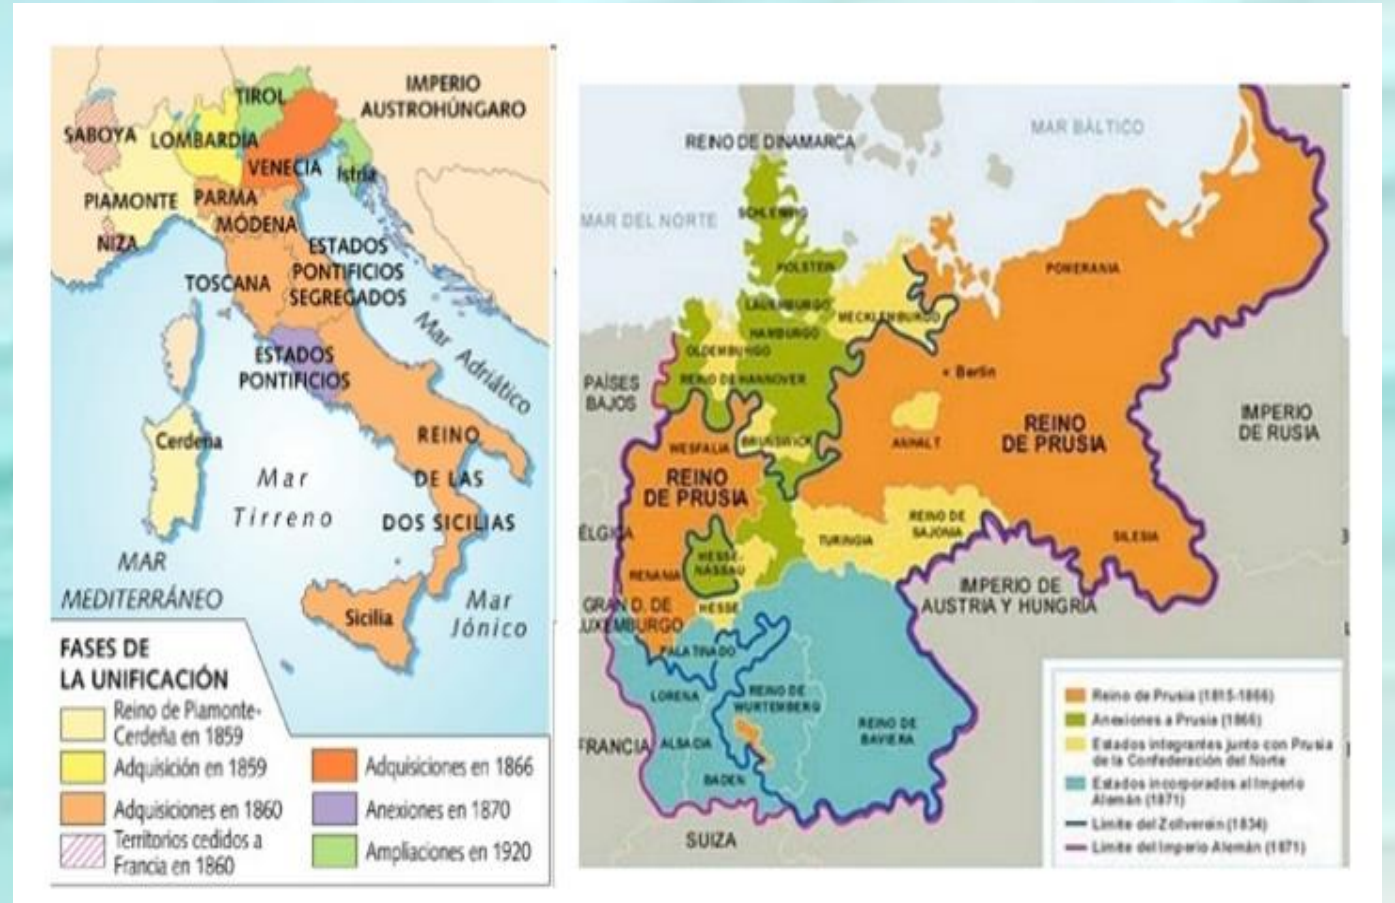 IMPERIO
AUSTROHÚNGARO
TIROL
SABOYA
LOMBARDÍA
VENECIA
Istria
PIAMONTE
PARMA
MÓDENA
NIZA
ESTADOS
PONTIFICIOS
SEGREGADOS
TOSCANA
Mar Adriático
ESTADOS
PONTIFICIOS
Cerdeña
REINO
DE LAS
DOS SICILIAS
Mar
Tirreno
MAR
MEDITERRÁNEO
Sicilia
Mar
Jónico
FASES DE
LA UNIFICACIÓN
Reino de Piamonte-
Cerdeña en 1859
Adquisición en 1859
Adquisiciones en 1860
Territorios cedidos a
Francia en 1860
Adquisiciones en 1866
Anexiones en 1870
Ampliaciones en 1920
REINO DE DINAMARCA
MAR BÁLTICO
MAR DEL NORTE
SCHLESWIG
HOLSTEIN
POMERANIA
LAUEMBURGO
MECKLEMBURGO
HAMBURGO
OLDEMBURGO
REINO DE HANNOVER
PAÍSES
BAJOS
Berlín
IMPERIO
DE RUSIA
REINO
DE PRUSIA
ANHALT
BRUNSWICK
WESFALIA
REINO
DE PRUSIA
REINO DE
SAJONIA
TURINGIA
SILESIA
ÉLGICA
HESSE-
NASSAU
RENANIA
HESSE
IMPERIO DE
AUSTRIA Y HUNGRÍA
GRAN D. DE
LUXEMBURGO
PALATINADO
LORENA
REINO DE
WURTEMBERG
REINO DE
BAVIERA
FRANCIA
ALSACIA
BADEN
SUIZA
Reino de Prusia (1815-1866)
Anexiones a Prusia (1866)
Estados integrantes junto con Prusia
de la Confederación del Norte
Estados incorporados al Imperio
Alemán (1871)
Límite del Zollverein (1834)
Límite del Imperio Alemán (1871)